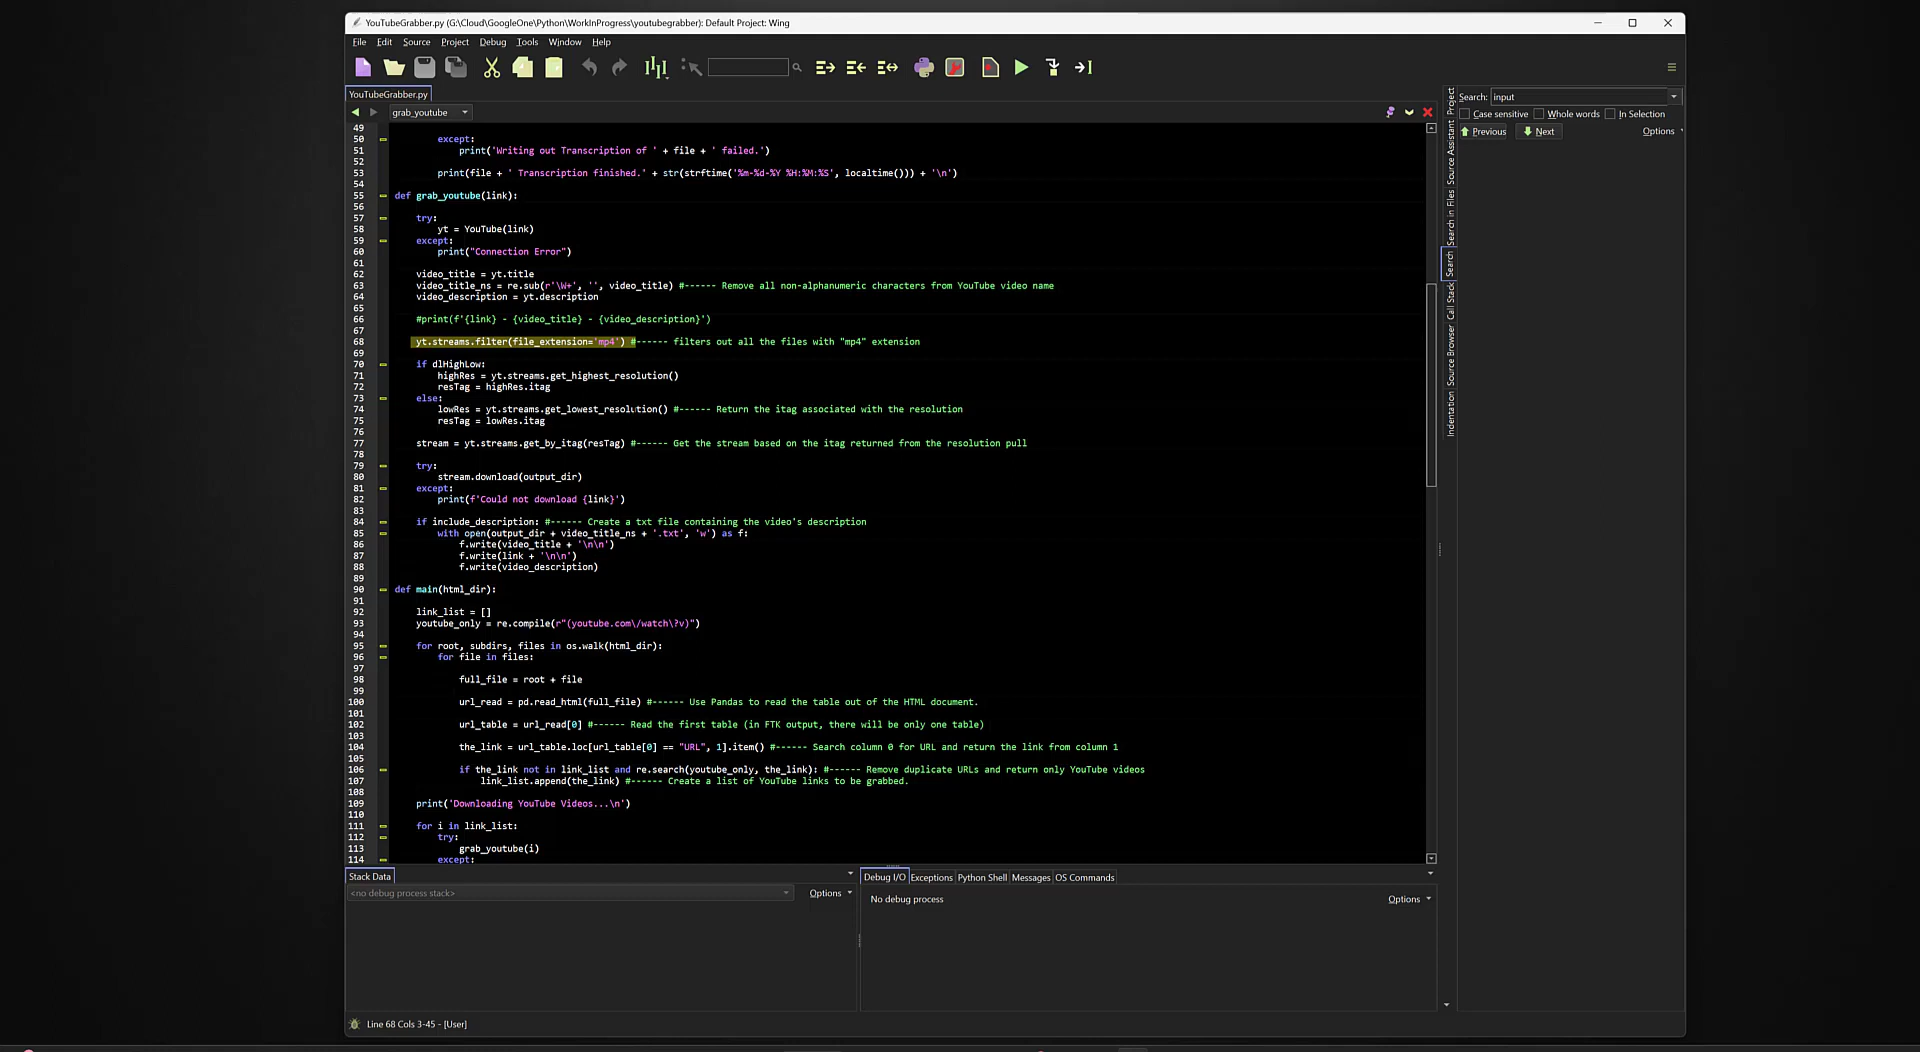 YouTubeGrabber.py (G:\Cloud\GoogleOne\Python\WorkInProgress\youtubegrabber): Default Project: Wing
File Edit Source Project Debug Tools Window Help
YouTubeGrabber.py
grab_youtube
49
50 except:
51 print('Writing out Transcription of ' + file + ' failed.')
52
53 print(file + ' Transcription finished.' + str(strftime('%m-%d-%Y %H:%M:%S', localtime())) + '\n')
54
55 def grab_youtube(link):
56
57 try:
58 yt = YouTube(link)
59 except:
60 print("Connection Error")
61
62 video_title = yt.title
63 video_title_ns = re.sub(r'\W+', '', video_title) #------ Remove all non-alphanumeric characters from YouTube video name
64 video_description = yt.description
65
66 #print(f'{link} - {video_title} - {video_description}')
67
68 yt.streams.filter(file_extension='mp4') #------ filters out all the files with "mp4" extension
69
70 if dlHighLow:
71 highRes = yt.streams.get_highest_resolution()
72 resTag = highRes.itag
73 else:
74 lowRes = yt.streams.get_lowest_resolution() #------ Return the itag associated with the resolution
75 resTag = lowRes.itag
76
77 stream = yt.streams.get_by_itag(resTag) #------ Get the stream based on the itag returned from the resolution pull
78
79 try:
80 stream.download(output_dir)
81 except:
82 print(f'Could not download {link}')
83
84 if include_description: #------ Create a txt file containing the video's description
85 with open(output_dir + video_title_ns + '.txt', 'w') as f:
86 f.write(video_title + '\n\n')
87 f.write(link + '\n\n')
88 f.write(video_description)
89
90 def main(html_dir):
91
92 link_list = []
93 youtube_only = re.compile(r"(youtube.com\/watch\?v)")
94
95 for root, subdirs, files in os.walk(html_dir):
96 for file in files:
97
98 full_file = root + file
99
100 url_read = pd.read_html(full_file) #------ Use Pandas to read the table out of the HTML document.
101
102 url_table = url_read[0] #------ Read the first table (in FTK output, there will be only one table)
103
104 the_link = url_table.loc[url_table[0] == "URL", 1].item() #------ Search column 0 for URL and return the link from column 1
105
106 if the_link not in link_list and re.search(youtube_only, the_link): #------ Remove duplicate URLs and return only YouTube videos
107 link_list.append(the_link) #------ Create a list of YouTube links to be grabbed.
108
109 print('Downloading YouTube Videos...\n')
110
111 for i in link_list:
112 try:
113 grab_youtube(i)
114 except:
Project
Source Assistant
Search in Files
Search
Call Stack
Source Browser
Indentation
Search: input
Case sensitive Whole words In Selection
Previous Next Options
Stack Data
<no debug process stack> Options
Debug I/O Exceptions Python Shell Messages OS Commands
No debug process Options
Line 68 Cols 3-45 - [User]